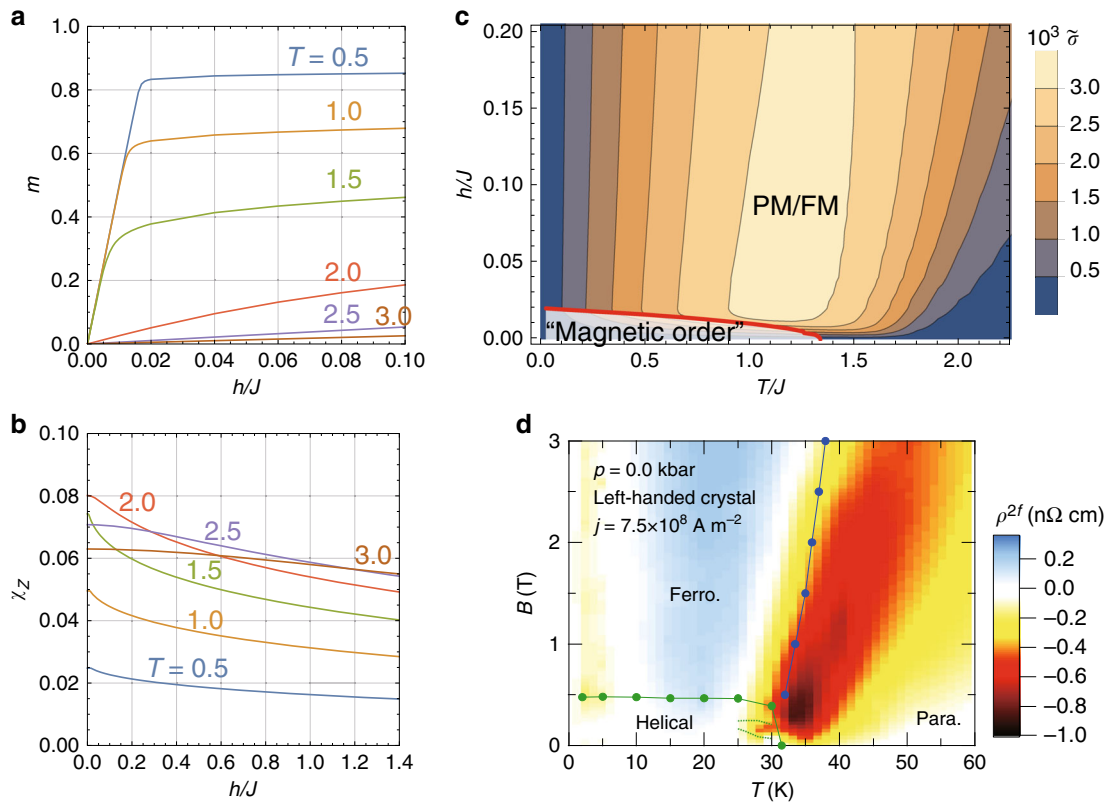 a
1.0
0.8
0.6
0.4
0.2
0.0
m
T = 0.5
1.0
1.5
2.0
2.5
3.0
0.00 0.02 0.04 0.06 0.08 0.10
h/J
b
0.10
0.08
0.06
0.04
0.02
0.00
χz
2.0
2.5
3.0
1.5
1.0
T = 0.5
0.0 0.2 0.4 0.6 0.8 1.0 1.2 1.4
h/J
c
0.20
0.15
0.10
0.05
0.00
h/J
PM/FM
"Magnetic order"
0.0 0.5 1.0 1.5 2.0
T/J
10³ σ̃
3.0
2.5
2.0
1.5
1.0
0.5
d
3
2
1
0
B (T)
p = 0.0 kbar
Left-handed crystal
j = 7.5×10⁸ A m⁻²
Ferro.
Helical
Para.
0 10 20 30 40 50 60
T (K)
ρ²ᶠ (nΩ cm)
0.2
0.0
−0.2
−0.4
−0.6
−0.8
−1.0